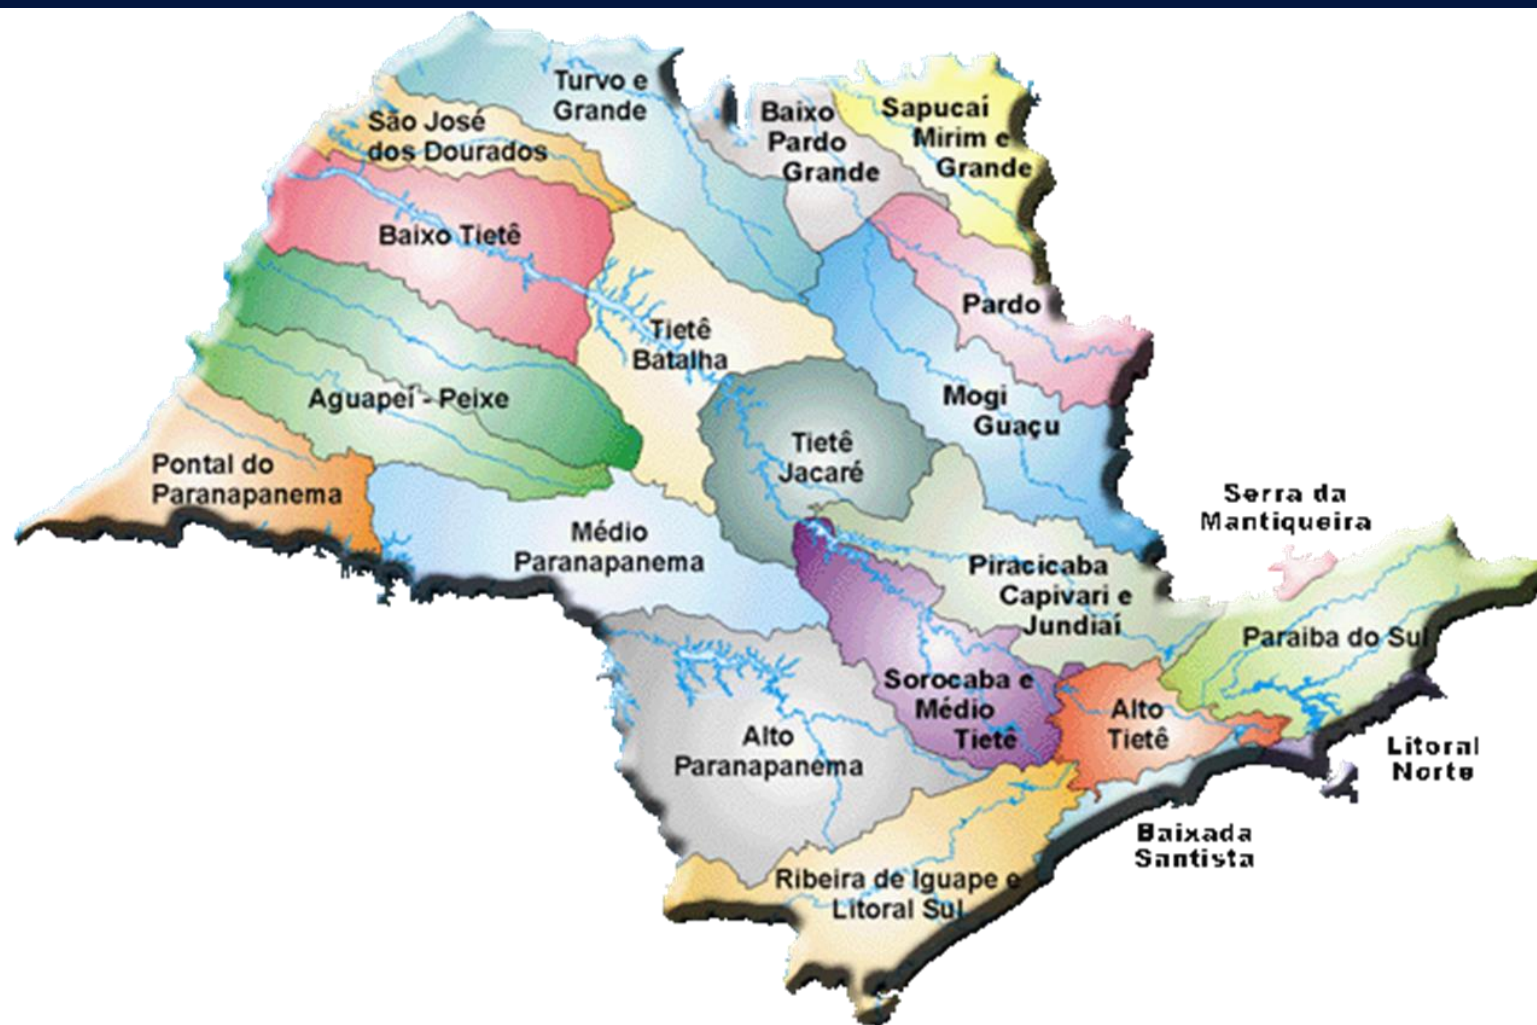 Turvo e
Grande
Baixo
Pardo
Grande
Sapucaí
Mirim e
Grande
São José
dos Dourados
Baixo Tietê
Pardo
Tietê
Batalha
Aguapeí - Peixe
Mogi
Guaçu
Tietê
Jacaré
Pontal do
Paranapanema
Serra da
Mantiqueira
Médio
Paranapanema
Piracicaba
Capivari e
Jundiaí
Paraiba do Sul
Sorocaba e
Médio
Tietê
Alto
Tietê
Alto
Paranapanema
Litoral
Norte
Baixada
Santista
Ribeira de Iguape e
Litoral Sul